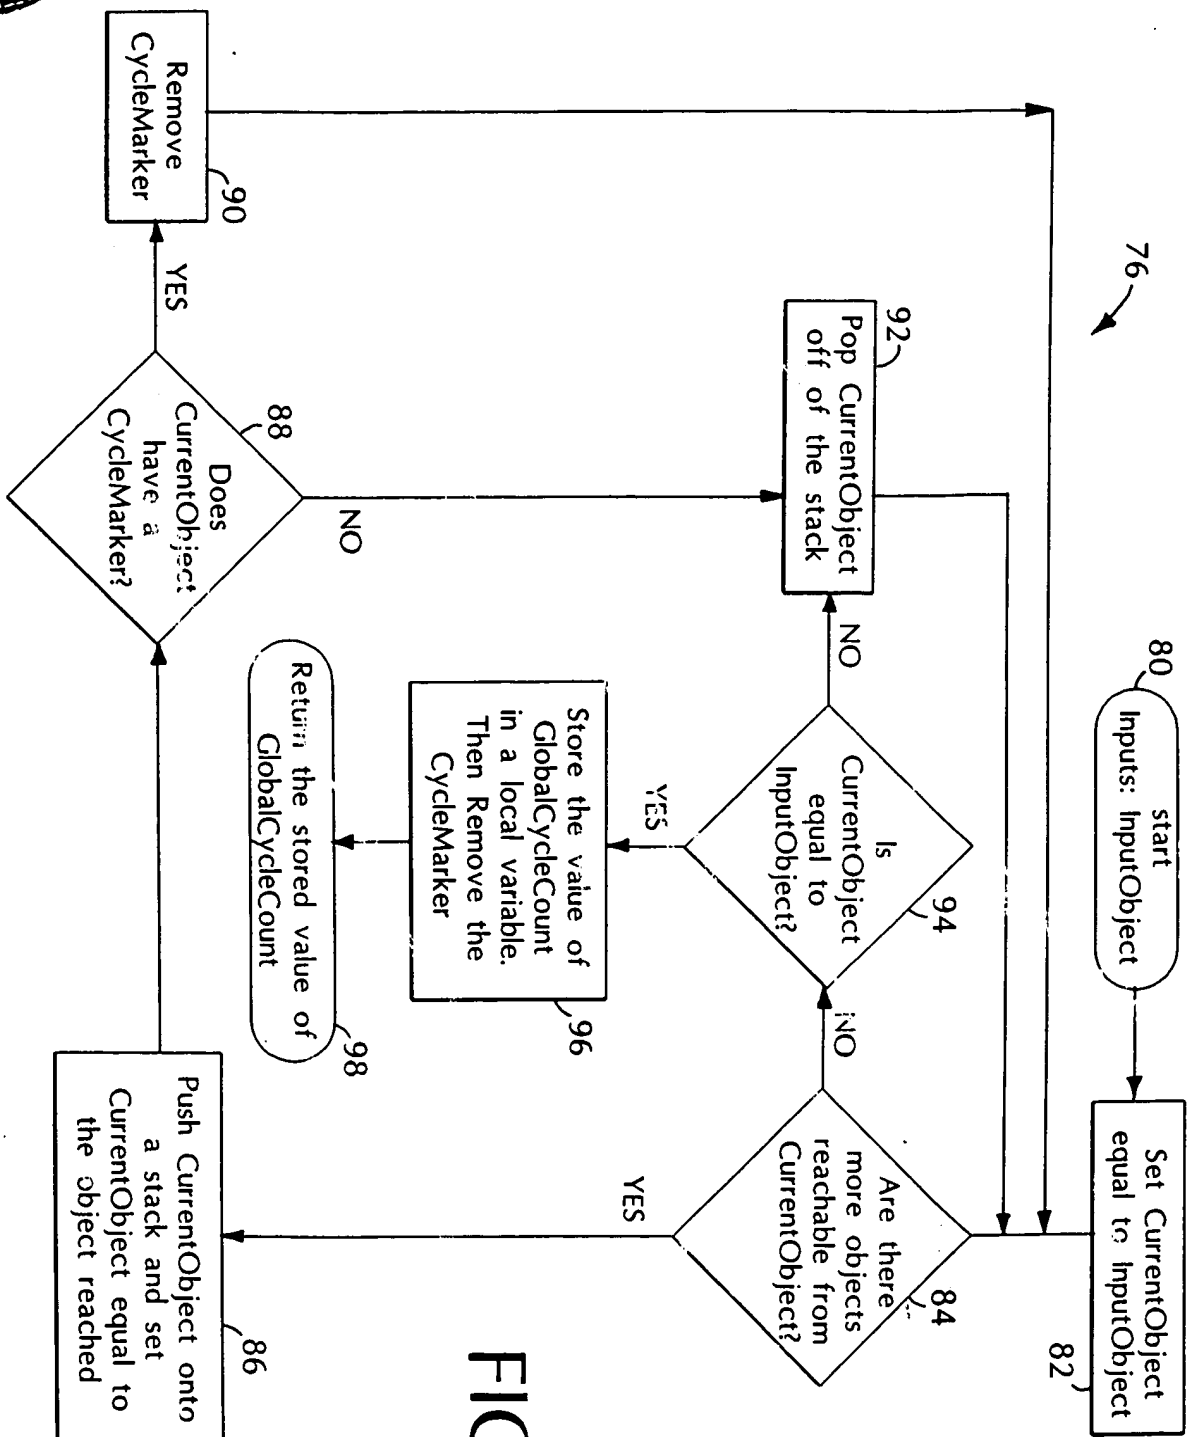 76
80
start
Inputs: InputObject
Set CurrentObject
equal to InputObject
82
Are there
more objects
reachable from
CurrentObject?
84
NO
YES
Is
CurrentObject
equal to
InputObject?
94
NO
YES
92
Pop CurrentObject
off of the stack
Store the value of
GlobalCycleCount
in a local variable.
Then Remove the
CycleMarker
96
Return the stored value of
GlobalCycleCount
98
Push CurrentObject onto
a stack and set
CurrentObject equal to
the object reached
86
Does
CurrentObject
have a
CycleMarker?
88
NO
YES
Remove
CycleMarker
90